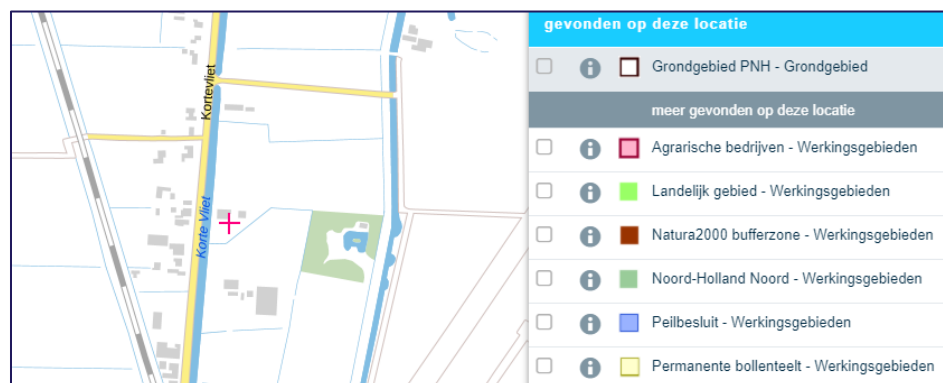 gevonden op deze locatie
Grondgebied PNH - Grondgebied
meer gevonden op deze locatie
Agrarische bedrijven - Werkingsgebieden
Landelijk gebied - Werkingsgebieden
Natura2000 bufferzone - Werkingsgebieden
Noord-Holland Noord - Werkingsgebieden
Peilbesluit - Werkingsgebieden
Permanente bollenteelt - Werkingsgebieden
Kortevliet
Korte Vliet